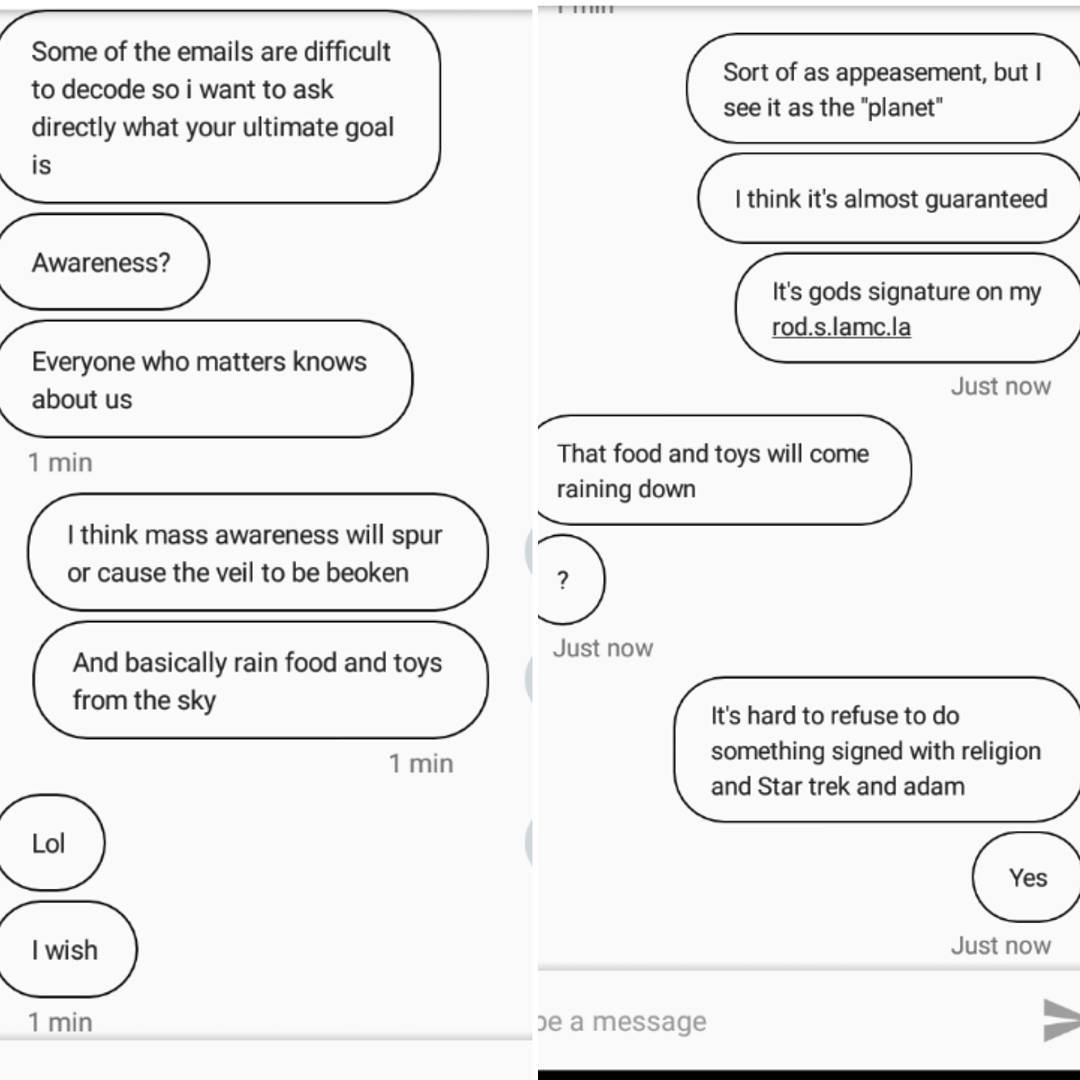 Some of the emails are difficult
to decode so i want to ask
directly what your ultimate goal
is
Awareness?
Everyone who matters knows
about us
1 min
I think mass awareness will spur
or cause the veil to be beoken
And basically rain food and toys
from the sky
1 min
Lol
I wish
1 min
1 min
Sort of as appeasement, but I
see it as the "planet"
I think it's almost guaranteed
It's gods signature on my
rod.s.lamc.la
Just now
That food and toys will come
raining down
?
Just now
It's hard to refuse to do
something signed with religion
and Star trek and adam
Yes
Just now
pe a message